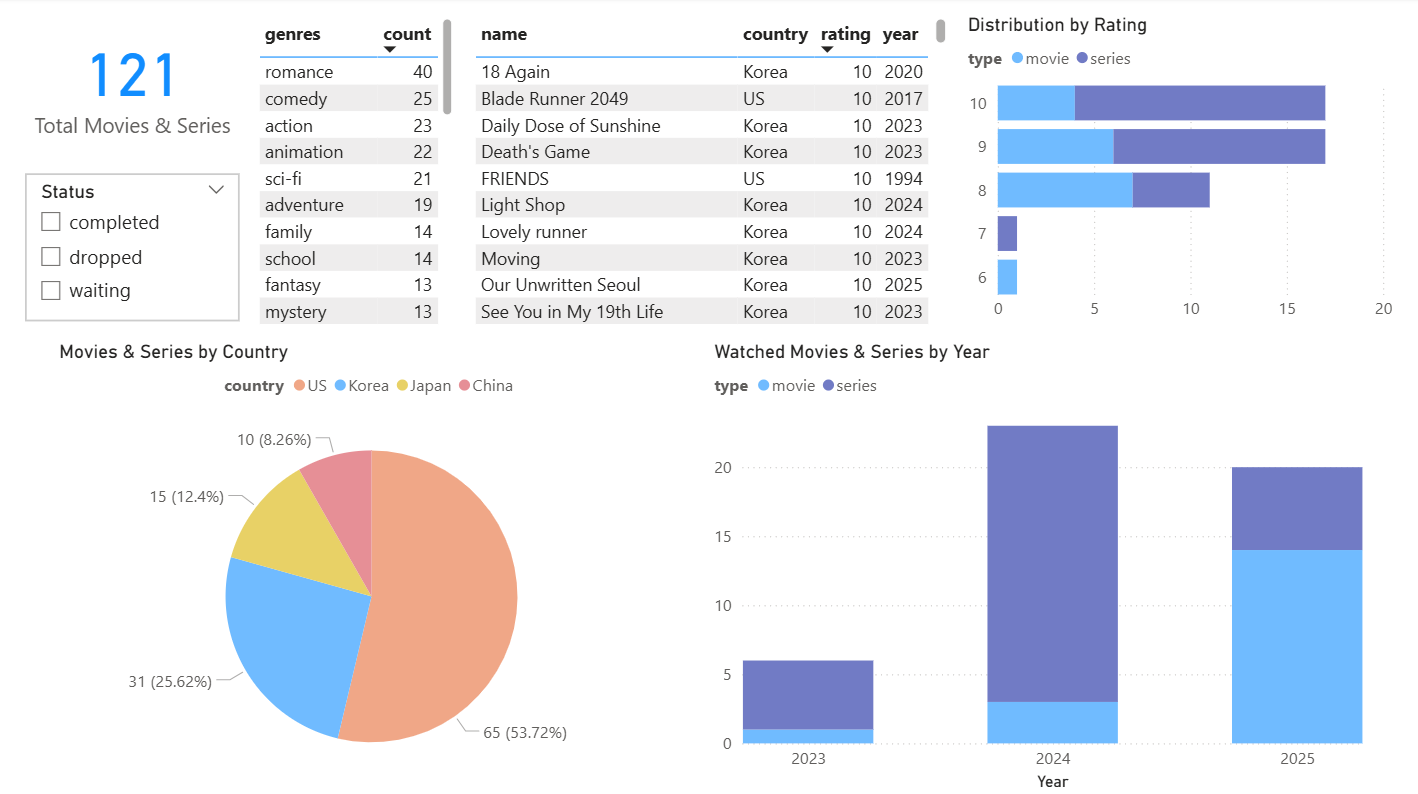 121
Total Movies & Series
Status
completed
dropped
waiting
genres count
romance 40
comedy 25
action 23
animation 22
sci-fi 21
adventure 19
family 14
school 14
fantasy 13
mystery 13
name country rating year
18 Again Korea 10 2020
Blade Runner 2049 US 10 2017
Daily Dose of Sunshine Korea 10 2023
Death's Game Korea 10 2023
FRIENDS US 10 1994
Light Shop Korea 10 2024
Lovely runner Korea 10 2024
Moving Korea 10 2023
Our Unwritten Seoul Korea 10 2025
See You in My 19th Life Korea 10 2023
Distribution by Rating
type movie series
10
9
8
7
6
0 5 10 15 20
Movies & Series by Country
country US Korea Japan China
10 (8.26%)
15 (12.4%)
31 (25.62%)
65 (53.72%)
Watched Movies & Series by Year
type movie series
20
15
10
5
0
2023 2024 2025
Year